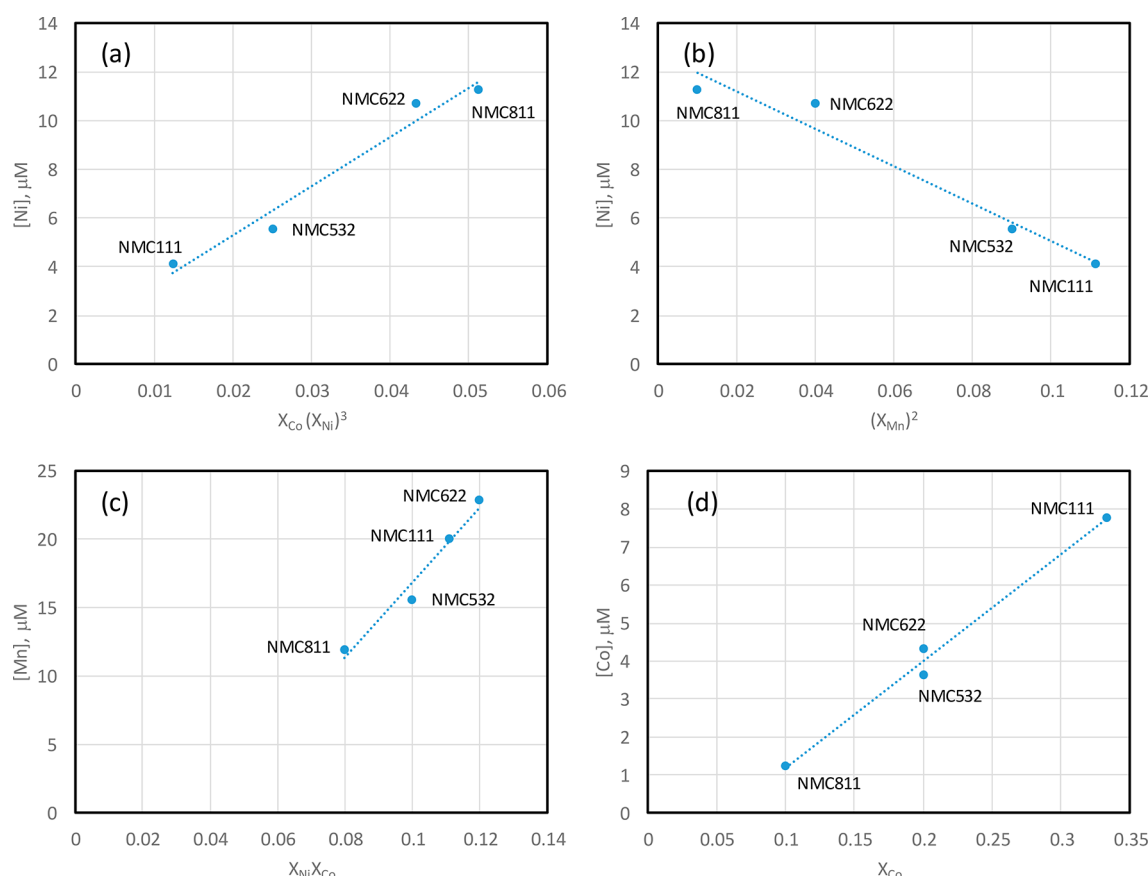 (a)
[Ni], µM
14
12
10
8
6
4
2
0
NMC622
NMC811
NMC532
NMC111
0 0.01 0.02 0.03 0.04 0.05 0.06
X_Co (X_Ni)^3
(b)
[Ni], µM
14
12
10
8
6
4
2
0
NMC811
NMC622
NMC532
NMC111
0 0.02 0.04 0.06 0.08 0.1 0.12
(X_Mn)^2
(c)
[Mn], µM
25
20
15
10
5
0
NMC622
NMC111
NMC532
NMC811
0 0.02 0.04 0.06 0.08 0.1 0.12 0.14
X_Ni X_Co
(d)
[Co], µM
9
8
7
6
5
4
3
2
1
0
NMC111
NMC622
NMC532
NMC811
0 0.05 0.1 0.15 0.2 0.25 0.3 0.35
X_Co